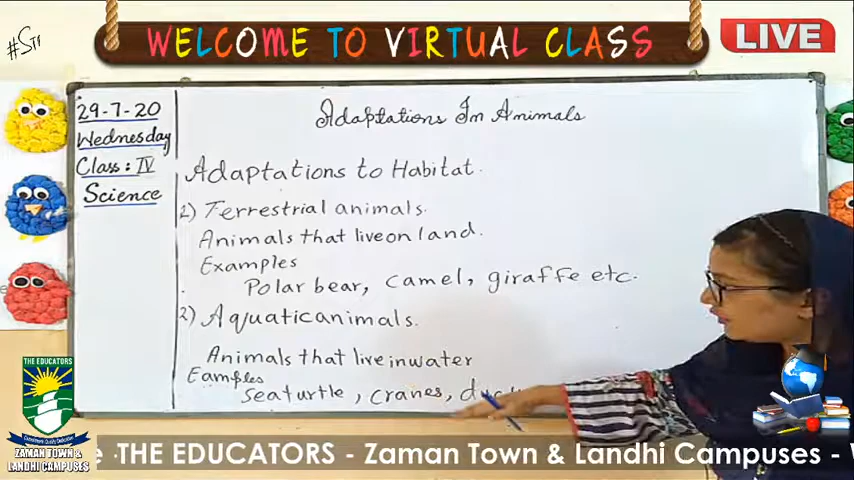 WELCOME TO VIRTUAL CLASS
LIVE
29-7-20
Wednesday
Class: IV
Science
Adaptations In Animals
Adaptations to Habitat.
1) Terrestrial animals.
Animals that live on land.
Examples
Polar bear, camel, giraffe etc.
2) Aquatic animals.
Animals that live in water
Eamples
Sea turtle, cranes,
THE EDUCATORS
ZAMAN TOWN &
LANDHI CAMPUSES
THE EDUCATORS - Zaman Town & Landhi Campuses -